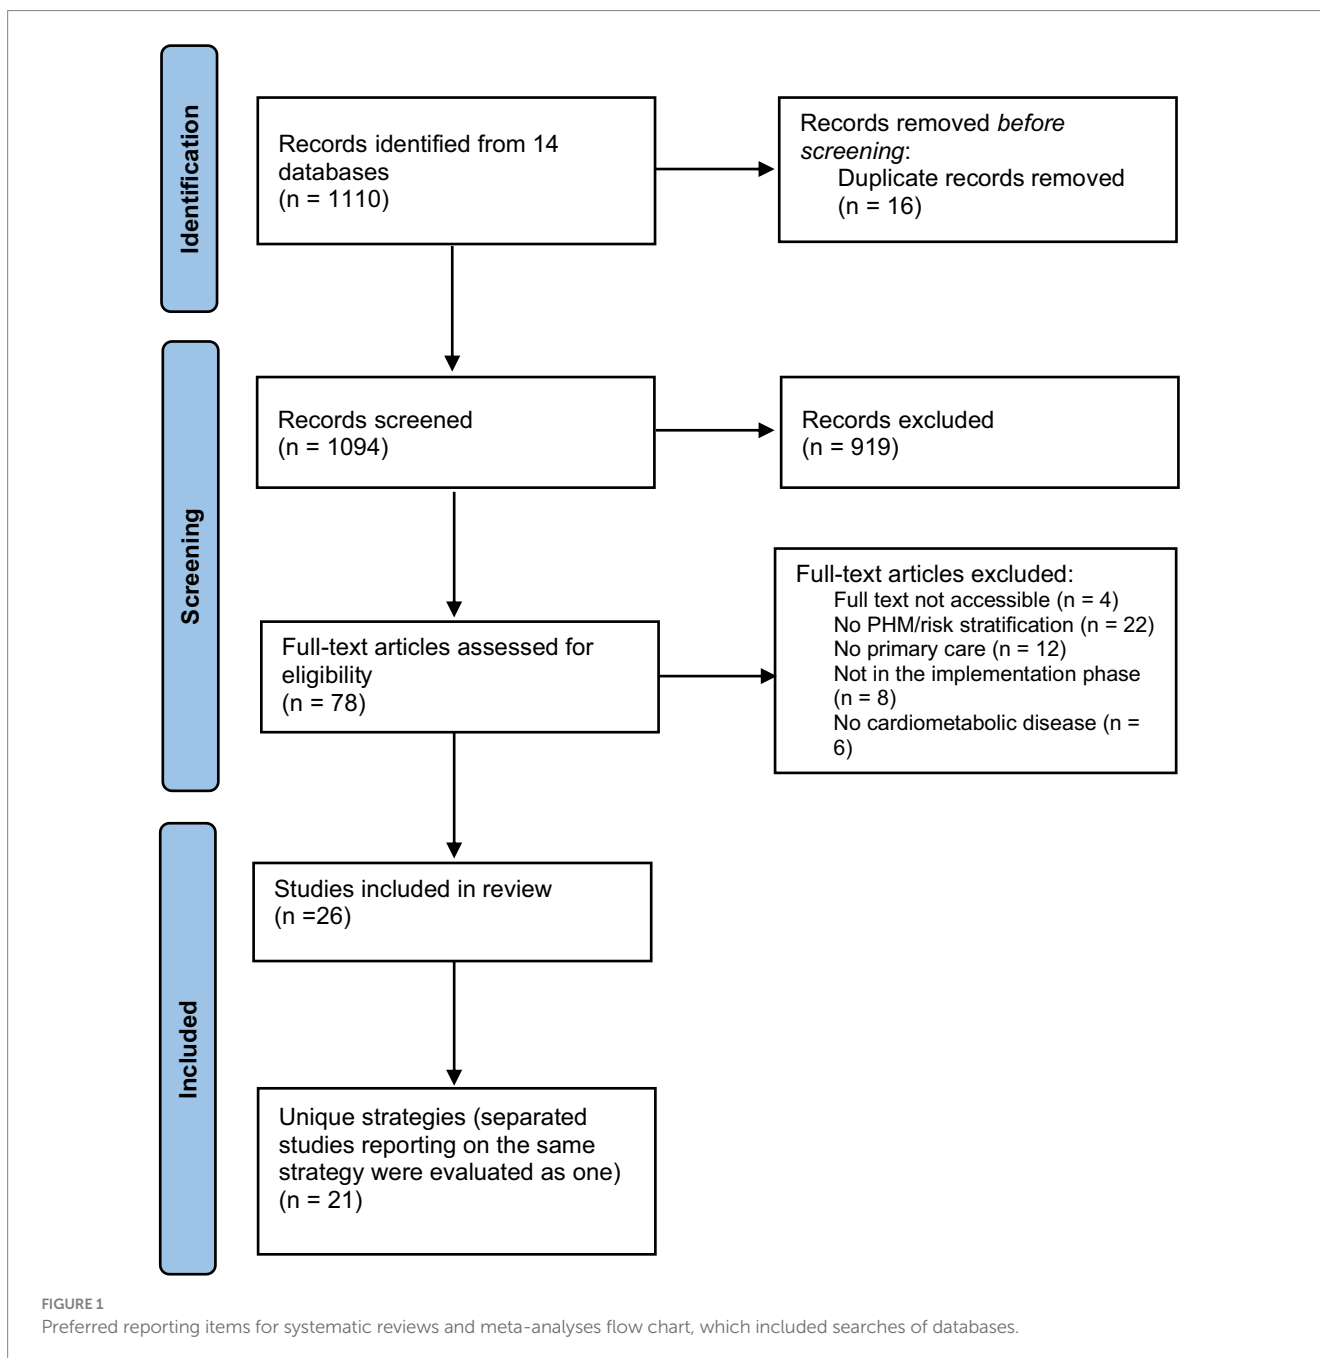 Identification
Records identified from 14
databases
(n = 1110)
Records removed before
screening:
Duplicate records removed
(n = 16)
Screening
Records screened
(n = 1094)
Records excluded
(n = 919)
Full-text articles assessed for
eligibility
(n = 78)
Full-text articles excluded:
Full text not accessible (n = 4)
No PHM/risk stratification (n = 22)
No primary care (n = 12)
Not in the implementation phase
(n = 8)
No cardiometabolic disease (n =
6)
Included
Studies included in review
(n =26)
Unique strategies (separated
studies reporting on the same
strategy were evaluated as one)
(n = 21)
FIGURE 1
Preferred reporting items for systematic reviews and meta-analyses flow chart, which included searches of databases.